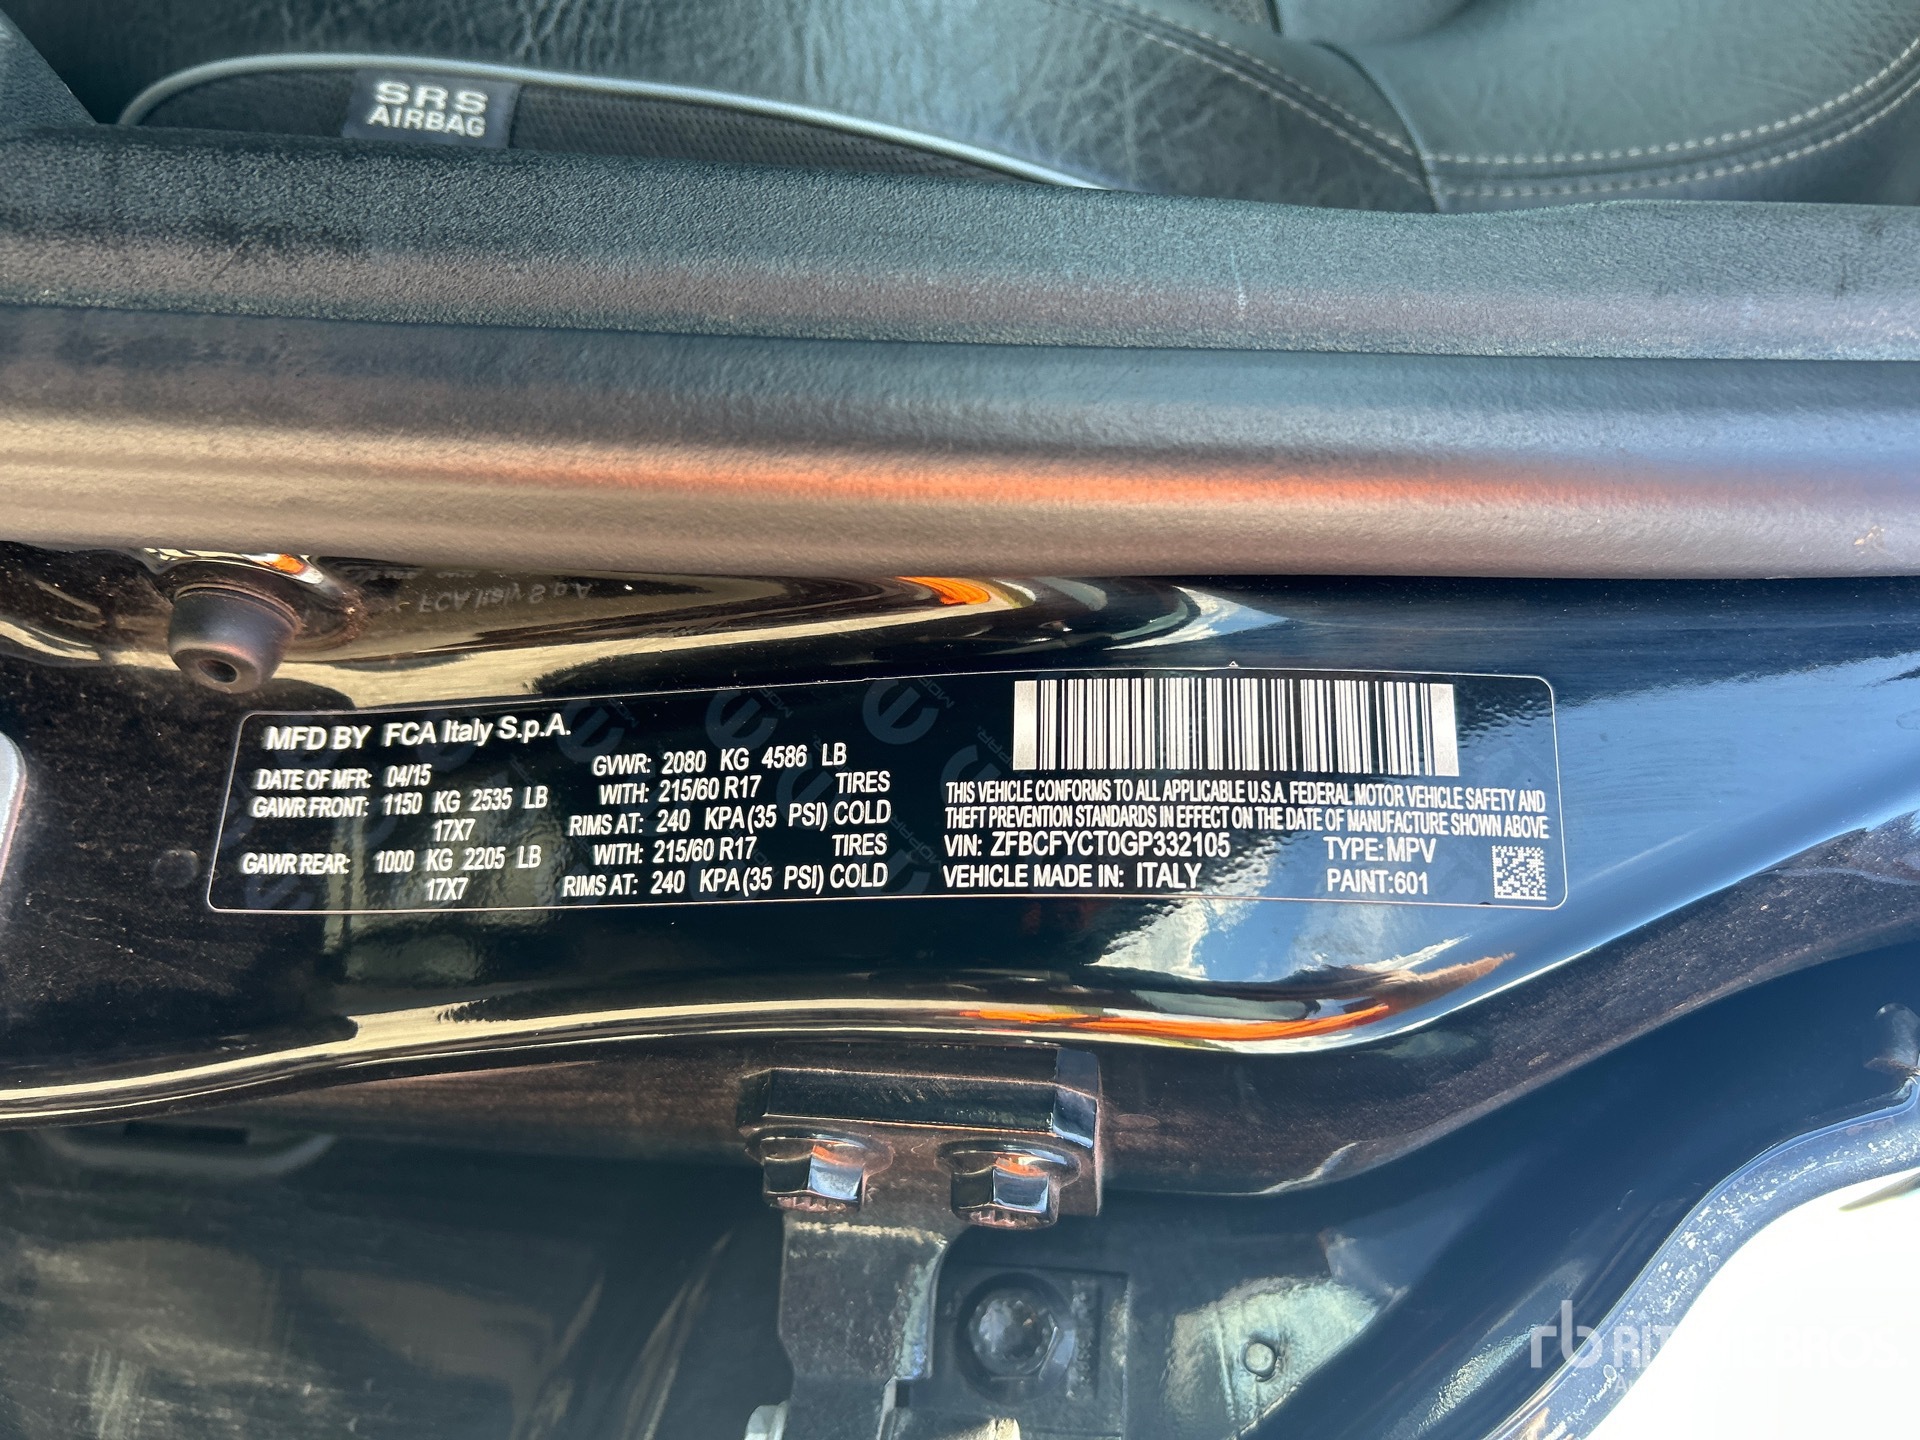 SRS
AIRBAG
MFD BY FCA Italy S.p.A.
DATE OF MFR: 04/15 GVWR: 2080 KG 4586 LB
GAWR FRONT: 1150 KG 2535 LB WITH: 215/60 R17 TIRES
17X7 RIMS AT: 240 KPA (35 PSI) COLD
GAWR REAR: 1000 KG 2205 LB WITH: 215/60 R17 TIRES
17X7 RIMS AT: 240 KPA (35 PSI) COLD
THIS VEHICLE CONFORMS TO ALL APPLICABLE U.S.A. FEDERAL MOTOR VEHICLE SAFETY AND
THEFT PREVENTION STANDARDS IN EFFECT ON THE DATE OF MANUFACTURE SHOWN ABOVE
VIN: ZFBCFYCT0GP332105 TYPE: MPV
VEHICLE MADE IN: ITALY PAINT: 601